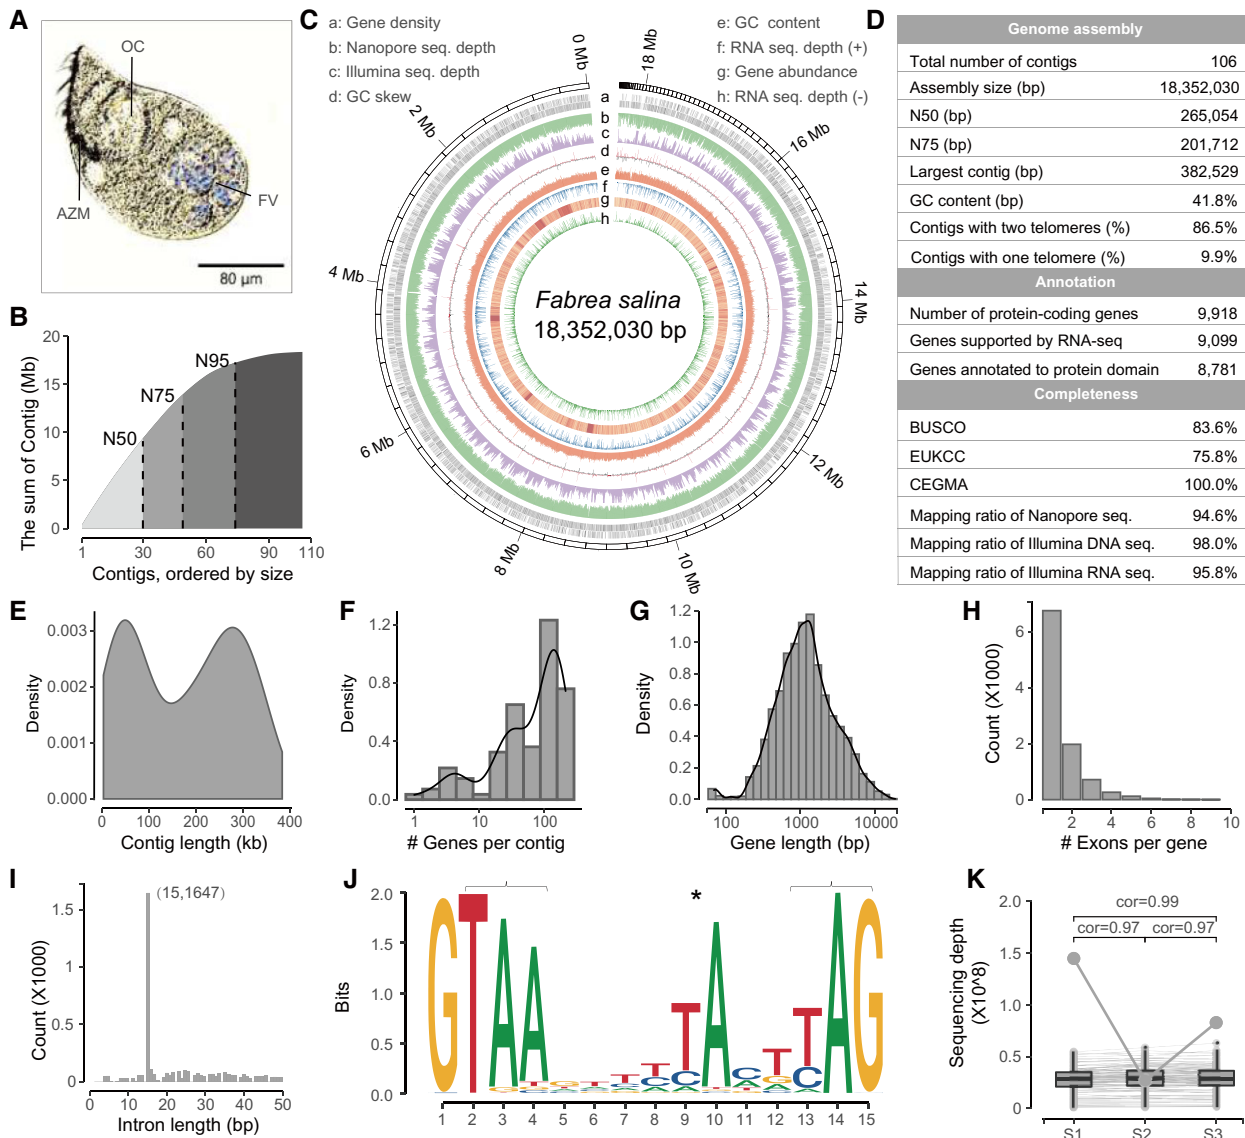 A
OC
AZM
FV
80 µm
B
The sum of Contig (Mb)
20
15
10
5
0
N50
N75
N95
1
30
60
90
110
Contigs, ordered by size
C
a: Gene density
b: Nanopore seq. depth
c: Illumina seq. depth
d: GC skew
e: GC content
f: RNA seq. depth (+)
g: Gene abundance
h: RNA seq. depth (-)
0 Mb
2 Mb
4 Mb
6 Mb
8 Mb
10 Mb
12 Mb
14 Mb
16 Mb
18 Mb
a
b
c
d
e
f
g
h
Fabrea salina
18,352,030 bp
D
Genome assembly
Total number of contigs 106
Assembly size (bp) 18,352,030
N50 (bp) 265,054
N75 (bp) 201,712
Largest contig (bp) 382,529
GC content (bp) 41.8%
Contigs with two telomeres (%) 86.5%
Contigs with one telomere (%) 9.9%
Annotation
Number of protein-coding genes 9,918
Genes supported by RNA-seq 9,099
Genes annotated to protein domain 8,781
Completeness
BUSCO 83.6%
EUKCC 75.8%
CEGMA 100.0%
Mapping ratio of Nanopore seq. 94.6%
Mapping ratio of Illumina DNA seq. 98.0%
Mapping ratio of Illumina RNA seq. 95.8%
E
Density
0.003
0.002
0.001
0.000
0 100 200 300 400
Contig length (kb)
F
Density
1.2
0.8
0.4
0.0
1 10 100
# Genes per contig
G
Density
1.2
1.0
0.8
0.6
0.4
0.2
0.0
100 1000 10000
Gene length (bp)
H
Count (X1000)
6
4
2
0
2 4 6 8 10
# Exons per gene
I
Count (X1000)
1.5
1
0.5
0
(15,1647)
0 10 20 30 40 50
Intron length (bp)
J
Bits
2.0
1.5
1.0
0.5
0.0
*
1 2 3 4 5 6 7 8 9 10 11 12 13 14 15
K
Sequencing depth
(X10^8)
2.0
1.5
1.0
0.5
0
cor=0.99
cor=0.97 cor=0.97
S1 S2 S3